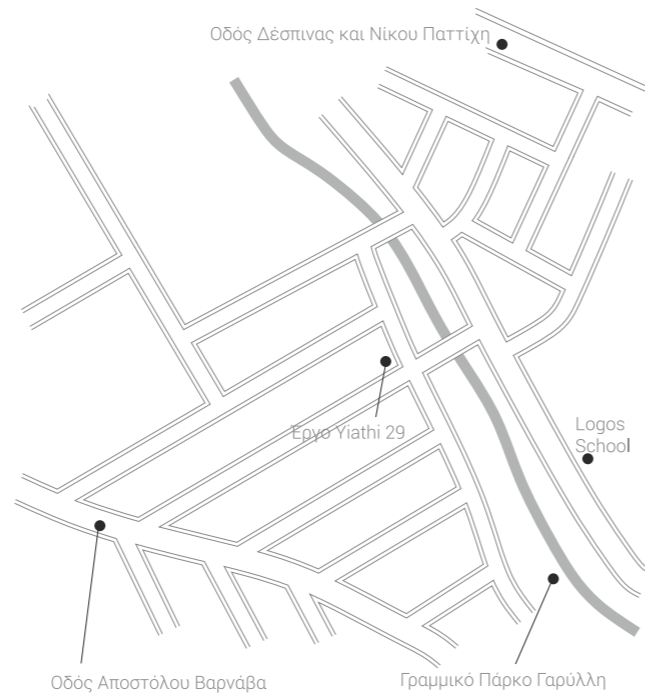 Οδός Δέσπινας και Νίκου Παττίχη
Έργο Yiathi 29
Logos
School
Οδός Αποστόλου Βαρνάβα
Γραμμικό Πάρκο Γαρύλλη